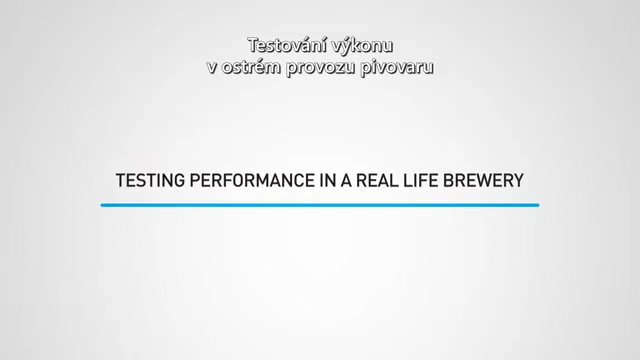 Testování výkonu
v ostrém provozu pivovaru
TESTING PERFORMANCE IN A REAL LIFE BREWERY